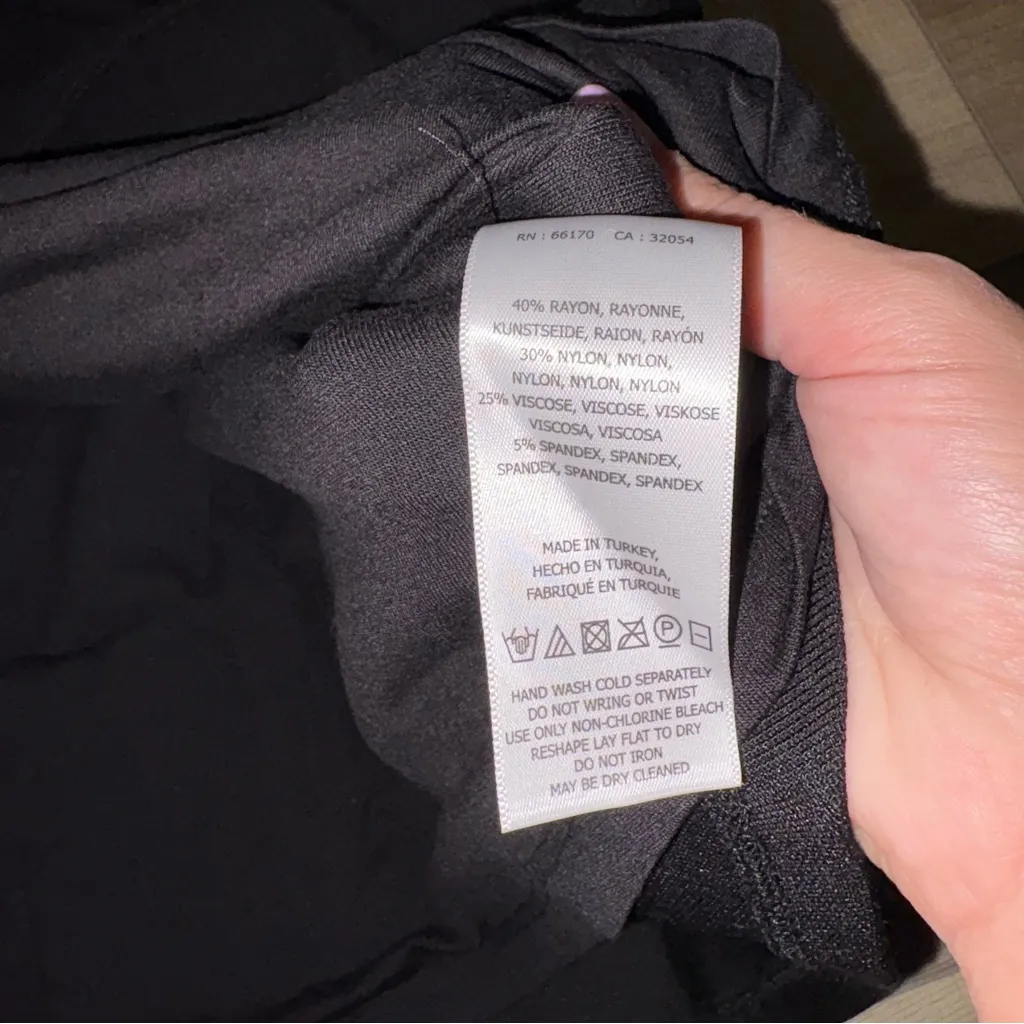 RN : 66170 CA : 32054
40% RAYON, RAYONNE,
KUNSTSEIDE, RAION, RAYÓN
30% NYLON, NYLON,
NYLON, NYLON, NYLON
25% VISCOSE, VISCOSE, VISKOSE
VISCOSA, VISCOSA
5% SPANDEX, SPANDEX,
SPANDEX, SPANDEX, SPANDEX
MADE IN TURKEY,
HECHO EN TURQUIA,
FABRIQUÉ EN TURQUIE
P
HAND WASH COLD SEPARATELY
DO NOT WRING OR TWIST
USE ONLY NON-CHLORINE BLEACH
RESHAPE LAY FLAT TO DRY
DO NOT IRON
MAY BE DRY CLEANED